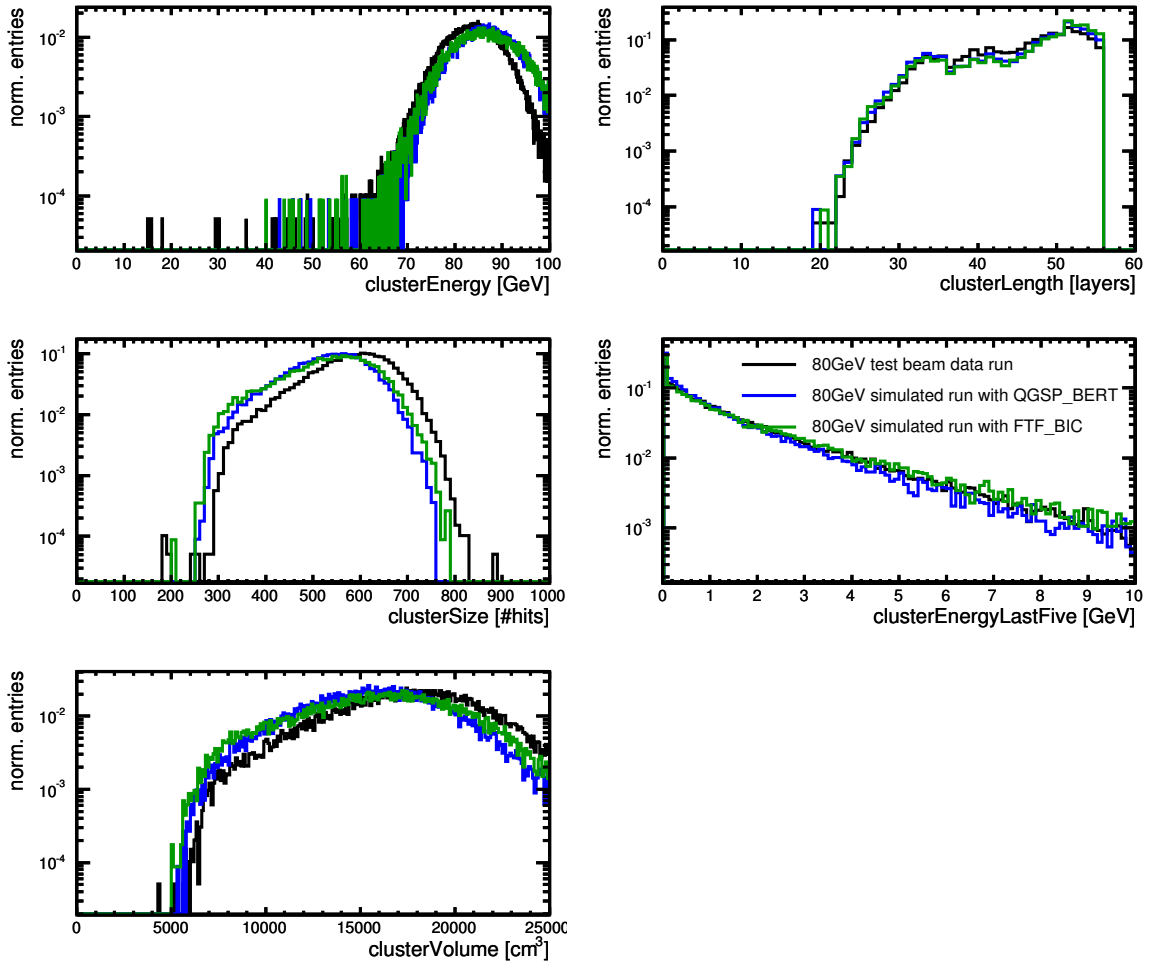 norm. entries
10⁻²
10⁻³
10⁻⁴
0 10 20 30 40 50 60 70 80 90 100
clusterEnergy [GeV]
norm. entries
10⁻¹
10⁻²
10⁻³
10⁻⁴
0 10 20 30 40 50 60
clusterLength [layers]
norm. entries
10⁻¹
10⁻²
10⁻³
10⁻⁴
0 100 200 300 400 500 600 700 800 900 1000
clusterSize [#hits]
norm. entries
10⁻¹
10⁻²
10⁻³
80GeV test beam data run
80GeV simulated run with QGSP_BERT
80GeV simulated run with FTF_BIC
0 1 2 3 4 5 6 7 8 9 10
clusterEnergyLastFive [GeV]
norm. entries
10⁻²
10⁻³
10⁻⁴
0 5000 10000 15000 20000 25000
clusterVolume [cm³]